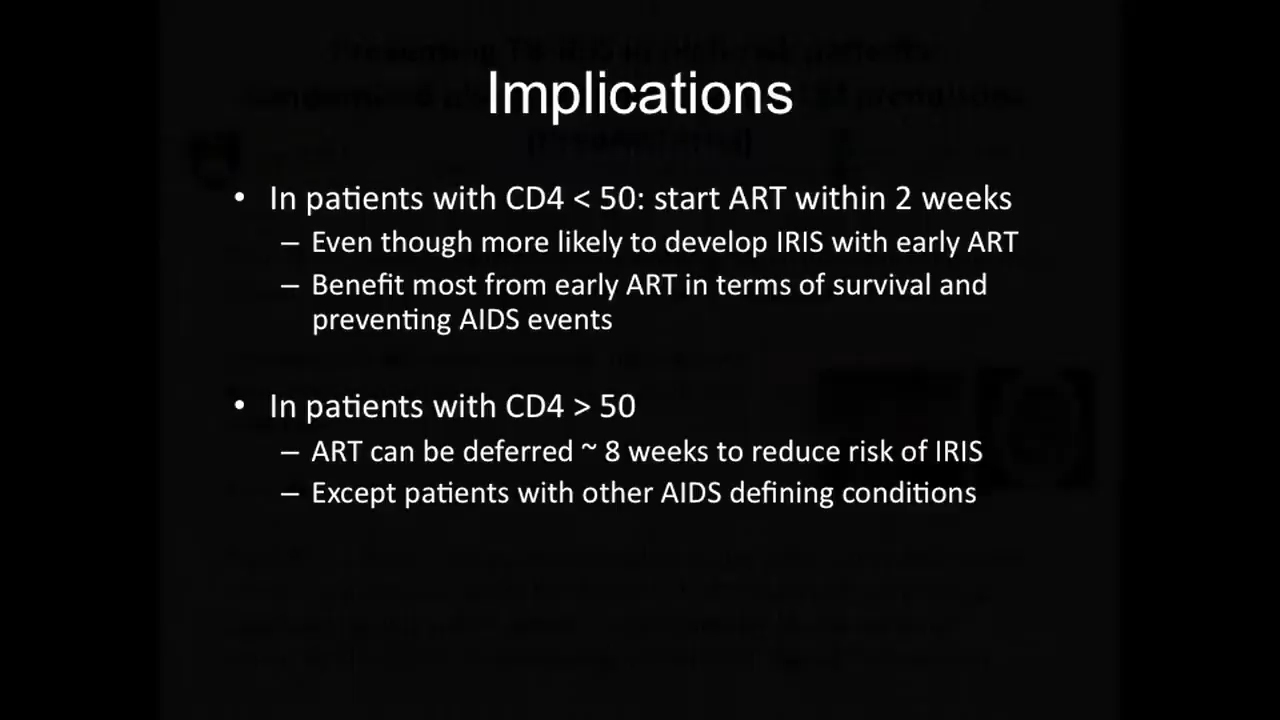 Implications
• In patients with CD4 < 50: start ART within 2 weeks
– Even though more likely to develop IRIS with early ART
– Benefit most from early ART in terms of survival and
preventing AIDS events
• In patients with CD4 > 50
– ART can be deferred ~ 8 weeks to reduce risk of IRIS
– Except patients with other AIDS defining conditions